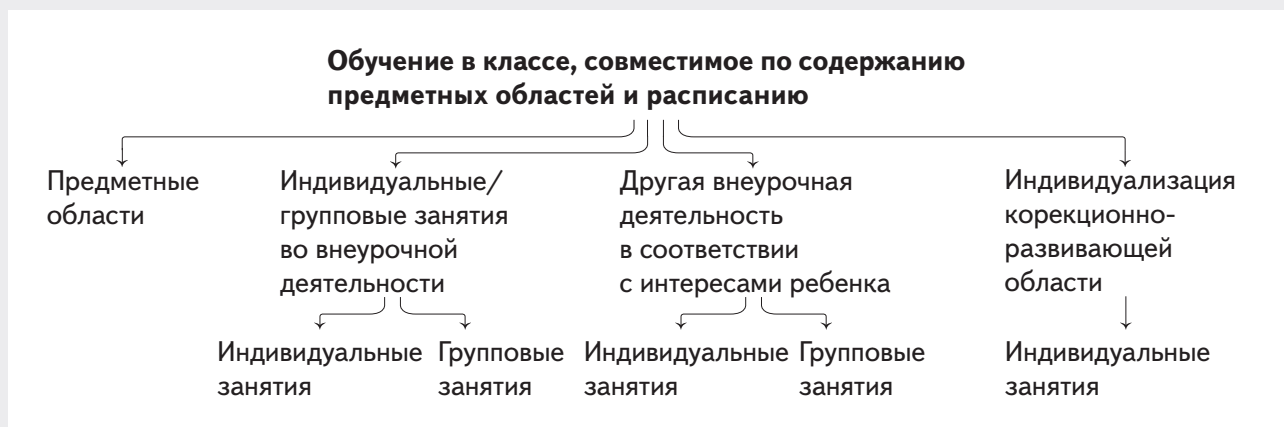 Обучение в классе, совместимое по содержанию
предметных областей и расписанию
Предметные
области
Индивидуальные/
групповые занятия
во внеурочной
деятельности
Другая внеурочная
деятельность
в соответствии
с интересами ребенка
Индивидуализация
корекционно-
развивающей
области
Индивидуальные
занятия
Групповые
занятия
Индивидуальные
занятия
Групповые
занятия
Индивидуальные
занятия